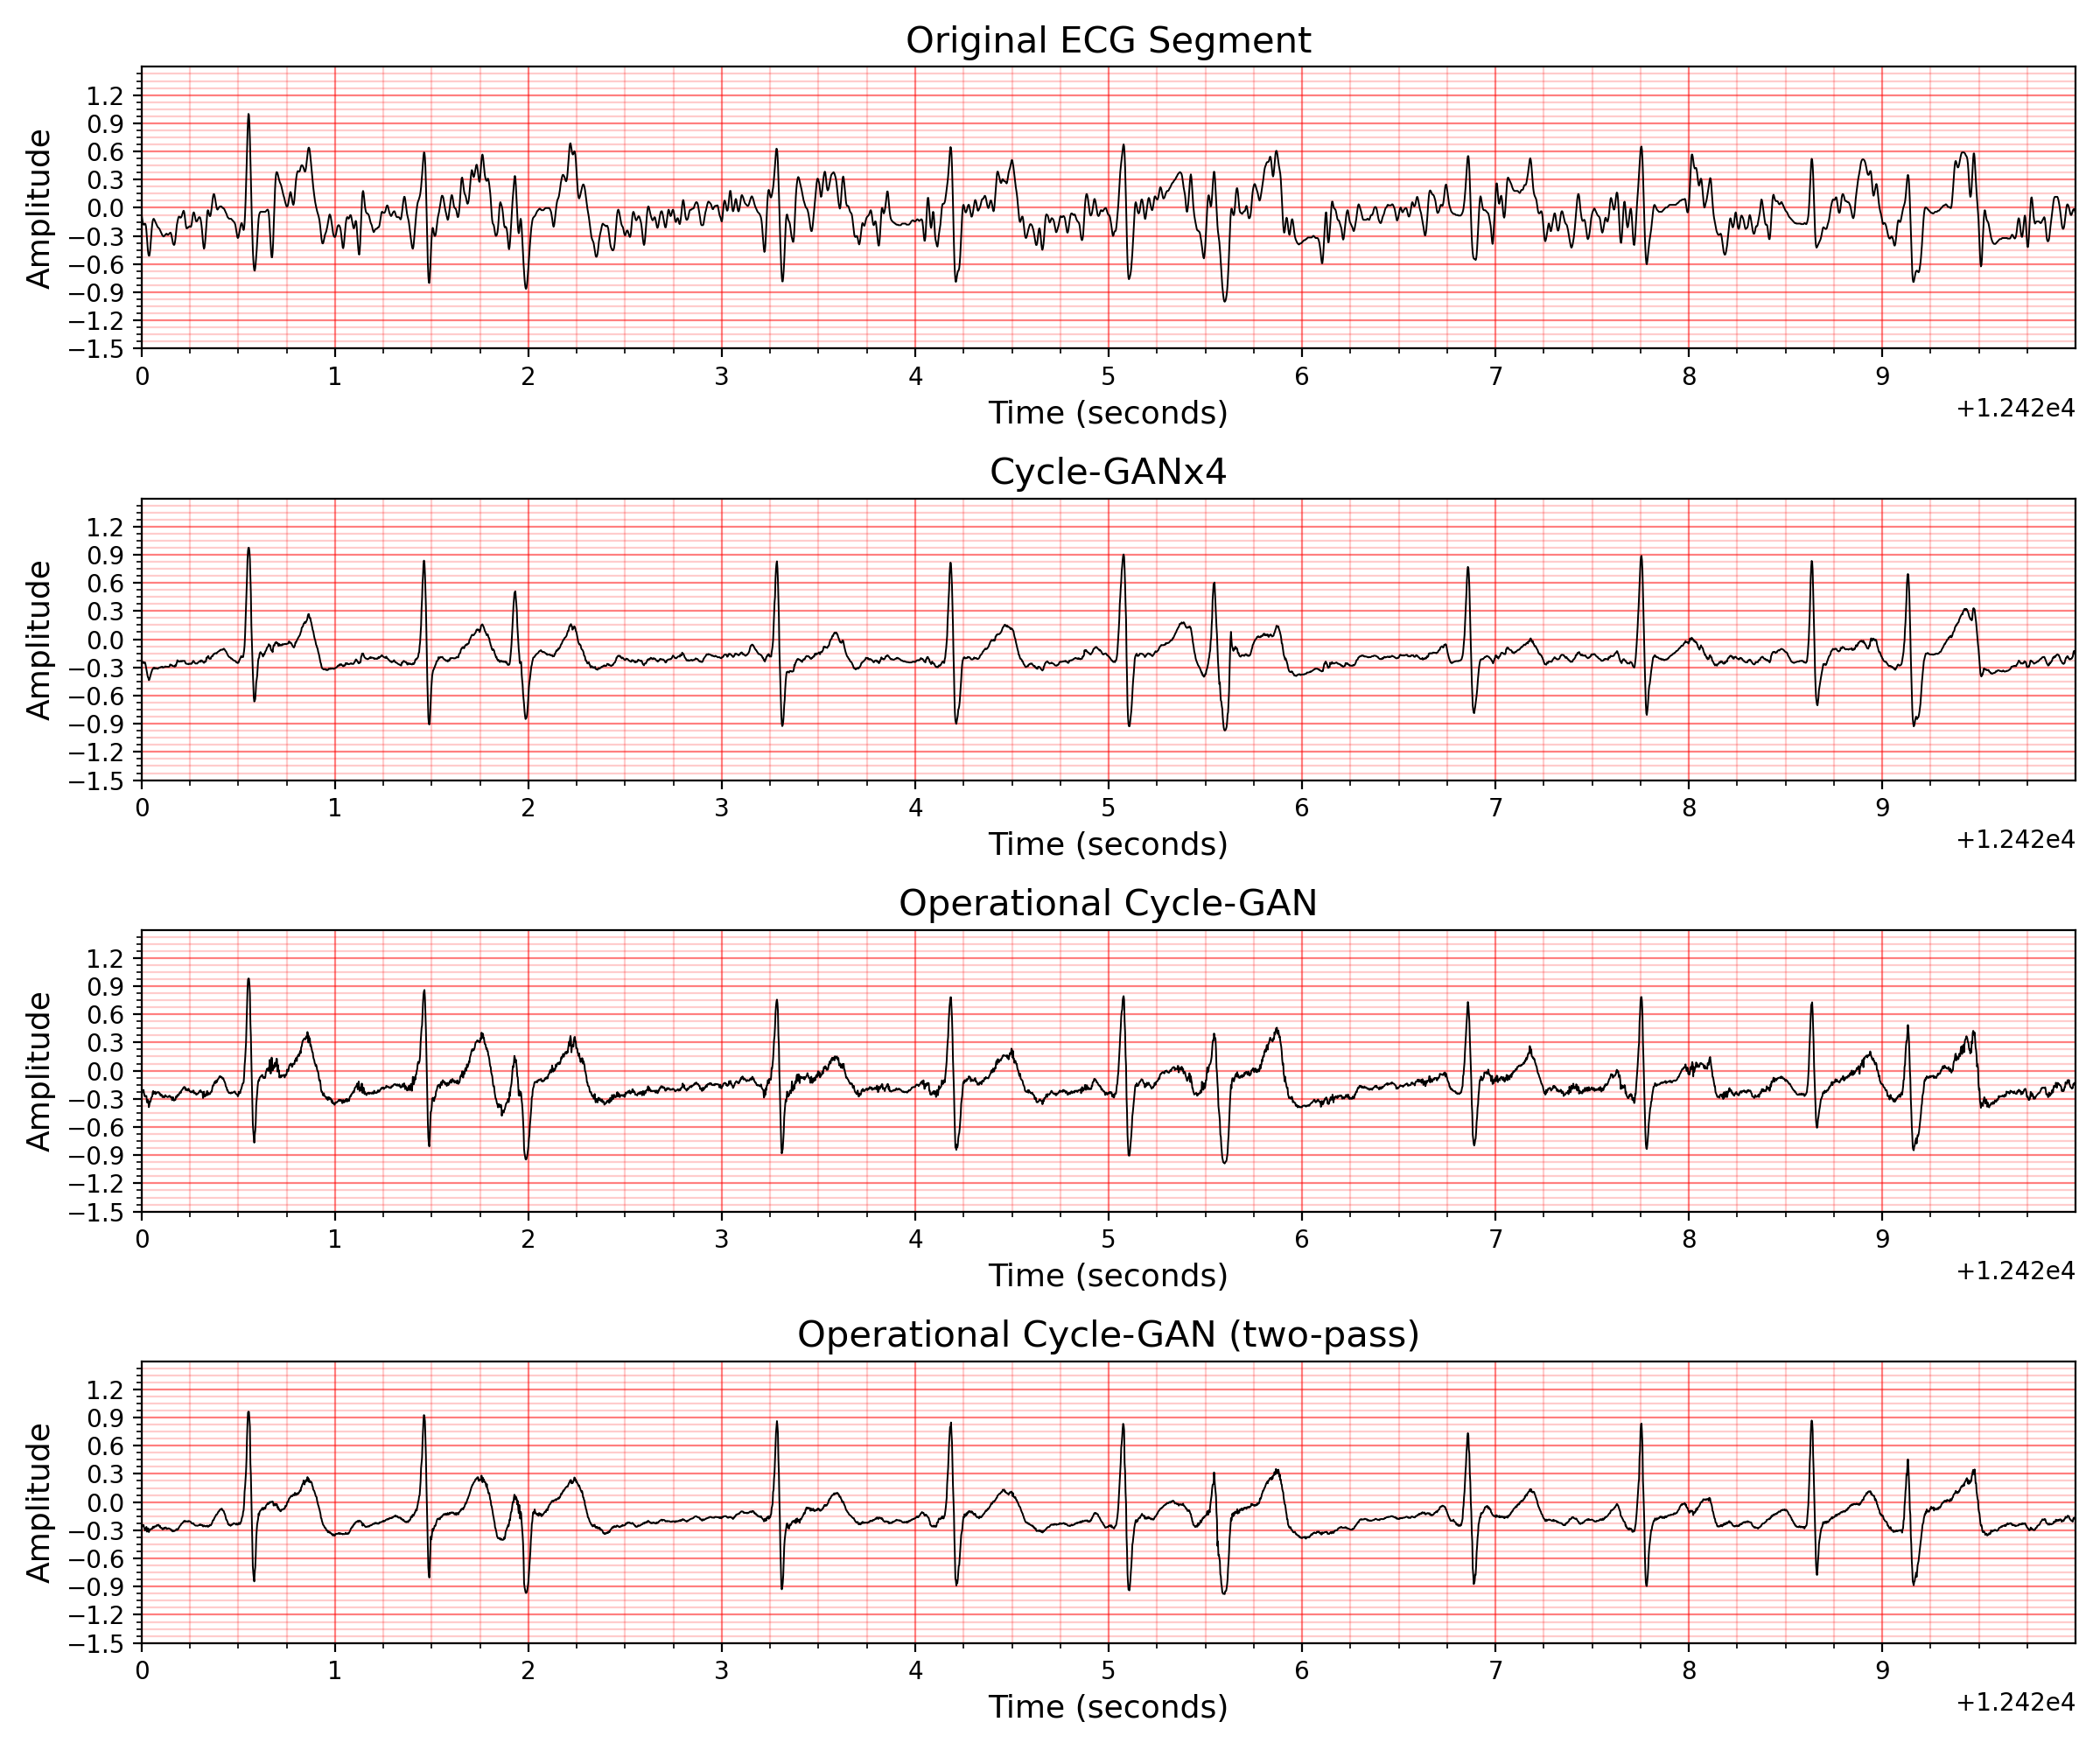 Original ECG Segment
Amplitude
1.2
0.9
0.6
0.3
0.0
−0.3
−0.6
−0.9
−1.2
−1.5
0 1 2 3 4 5 6 7 8 9
Time (seconds)
+1.242e4
Cycle-GANx4
Amplitude
1.2
0.9
0.6
0.3
0.0
−0.3
−0.6
−0.9
−1.2
−1.5
0 1 2 3 4 5 6 7 8 9
Time (seconds)
+1.242e4
Operational Cycle-GAN
Amplitude
1.2
0.9
0.6
0.3
0.0
−0.3
−0.6
−0.9
−1.2
−1.5
0 1 2 3 4 5 6 7 8 9
Time (seconds)
+1.242e4
Operational Cycle-GAN (two-pass)
Amplitude
1.2
0.9
0.6
0.3
0.0
−0.3
−0.6
−0.9
−1.2
−1.5
0 1 2 3 4 5 6 7 8 9
Time (seconds)
+1.242e4